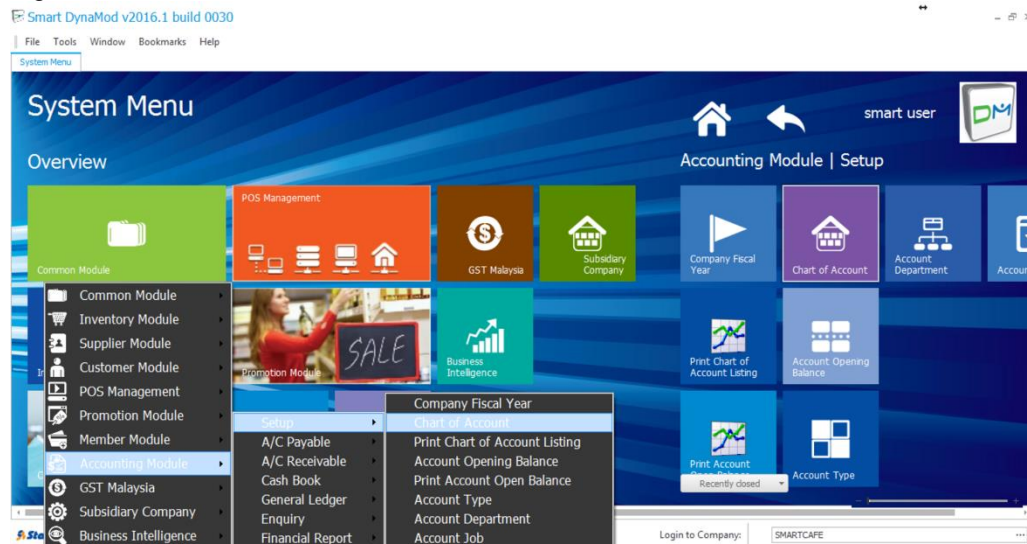 Smart DynaMod v2016.1 build 0030
File Tools Window Bookmarks Help
System Menu
System Menu
smart user
DM
Overview
Accounting Module | Setup
POS Management
Common Module
GST Malaysia
Subsidiary
Company
Company Fiscal
Year
Chart of Account
Account
Department
Promotion Module
SALE
Business
Intelligence
Print Chart of
Account Listing
Account Opening
Balance
Print Account
Account Type
Recently closed
Common Module
Inventory Module
Supplier Module
Customer Module
POS Management
Promotion Module
Member Module
Accounting Module
GST Malaysia
Subsidiary Company
Business Intelligence
Setup
A/C Payable
A/C Receivable
Cash Book
General Ledger
Enquiry
Financial Report
Company Fiscal Year
Chart of Account
Print Chart of Account Listing
Account Opening Balance
Print Account Open Balance
Account Type
Account Department
Account Job
Login to Company: SMARTCAFE